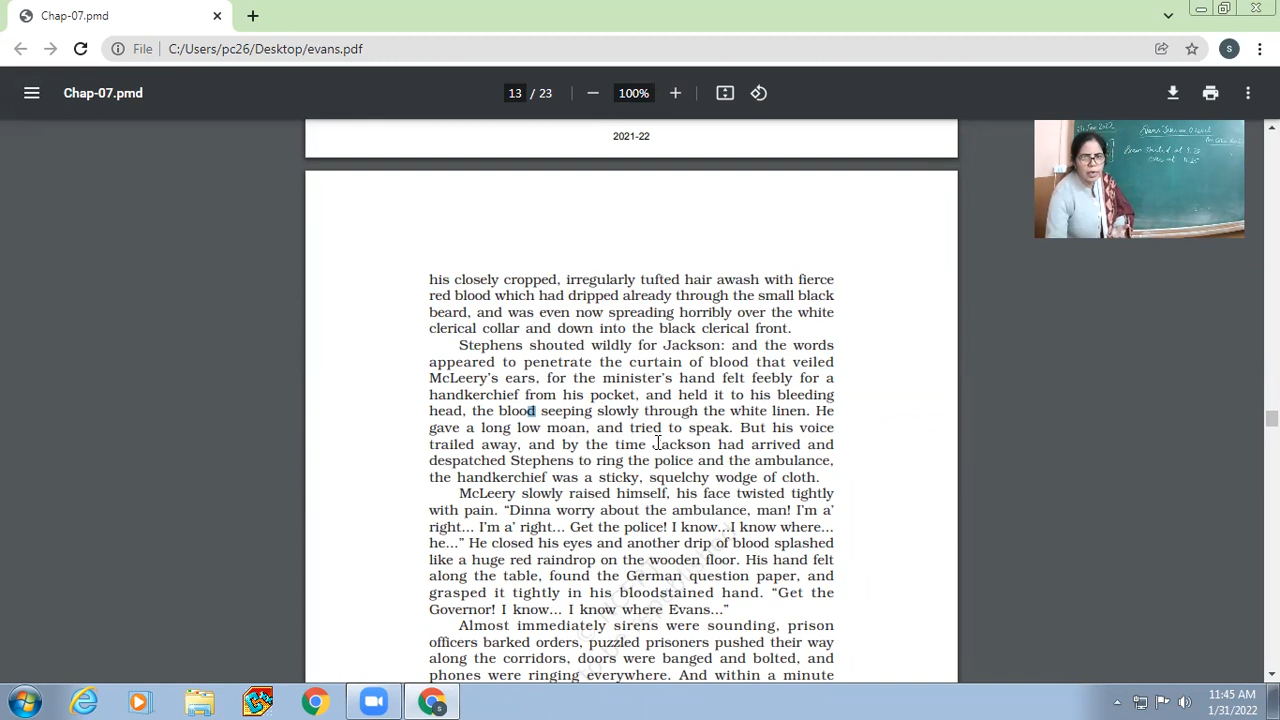 Chap-07.pmd
File
C:/Users/pc26/Desktop/evans.pdf
S
Chap-07.pmd
13 / 23
100%
2021-22
his closely cropped, irregularly tufted hair awash with fierce
red blood which had dripped already through the small black
beard, and was even now spreading horribly over the white
clerical collar and down into the black clerical front.
Stephens shouted wildly for Jackson: and the words
appeared to penetrate the curtain of blood that veiled
McLeery's ears, for the minister's hand felt feebly for a
handkerchief from his pocket, and held it to his bleeding
head, the blood seeping slowly through the white linen. He
gave a long low moan, and tried to speak. But his voice
trailed away, and by the time Jackson had arrived and
despatched Stephens to ring the police and the ambulance,
the handkerchief was a sticky, squelchy wodge of cloth.
McLeery slowly raised himself, his face twisted tightly
with pain. “Dinna worry about the ambulance, man! I'm a'
right... I'm a' right... Get the police! I know...I know where...
he...” He closed his eyes and another drip of blood splashed
like a huge red raindrop on the wooden floor. His hand felt
along the table, found the German question paper, and
grasped it tightly in his bloodstained hand. “Get the
Governor! I know... I know where Evans...”
Almost immediately sirens were sounding, prison
officers barked orders, puzzled prisoners pushed their way
along the corridors, doors were banged and bolted, and
phones were ringing everywhere. And within a minute
11:45 AM
1/31/2022